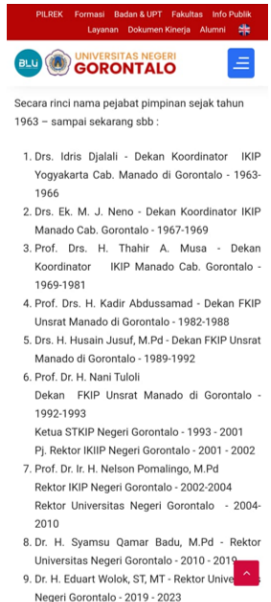 PILREK Formasi Badan & UPT Fakultas Info Publik
Layanan Dokumen Kinerja Alumni
BLU UNIVERSITAS NEGERI
GORONTALO
Secara rinci nama pejabat pimpinan sejak tahun
1963 – sampai sekarang sbb :
1. Drs. Idris Djalali - Dekan Koordinator IKIP
Yogyakarta Cab. Manado di Gorontalo - 1963-
1966
2. Drs. Ek. M. J. Neno - Dekan Koordinator IKIP
Manado Cab. Gorontalo - 1967-1969
3. Prof. Drs. H. Thahir A. Musa - Dekan
Koordinator IKIP Manado Cab. Gorontalo -
1969-1981
4. Prof. Drs. H. Kadir Abdussamad - Dekan FKIP
Unsrat Manado di Gorontalo - 1982-1988
5. Drs. H. Husain Jusuf, M.Pd - Dekan FKIP Unsrat
Manado di Gorontalo - 1989-1992
6. Prof. Dr. H. Nani Tuloli
Dekan FKIP Unsrat Manado di Gorontalo -
1992-1993
Ketua STKIP Negeri Gorontalo - 1993 - 2001
Pj. Rektor IKIIP Negeri Gorontalo - 2001 - 2002
7. Prof. Dr. Ir. H. Nelson Pomalingo, M.Pd
Rektor IKIP Negeri Gorontalo - 2002-2004
Rektor Universitas Negeri Gorontalo - 2004-
2010
8. Dr. H. Syamsu Qamar Badu, M.Pd - Rektor
Universitas Negeri Gorontalo - 2010 - 2019
9. Dr. H. Eduart Wolok, ST, MT - Rektor Unive
Negeri Gorontalo - 2019 - 2023